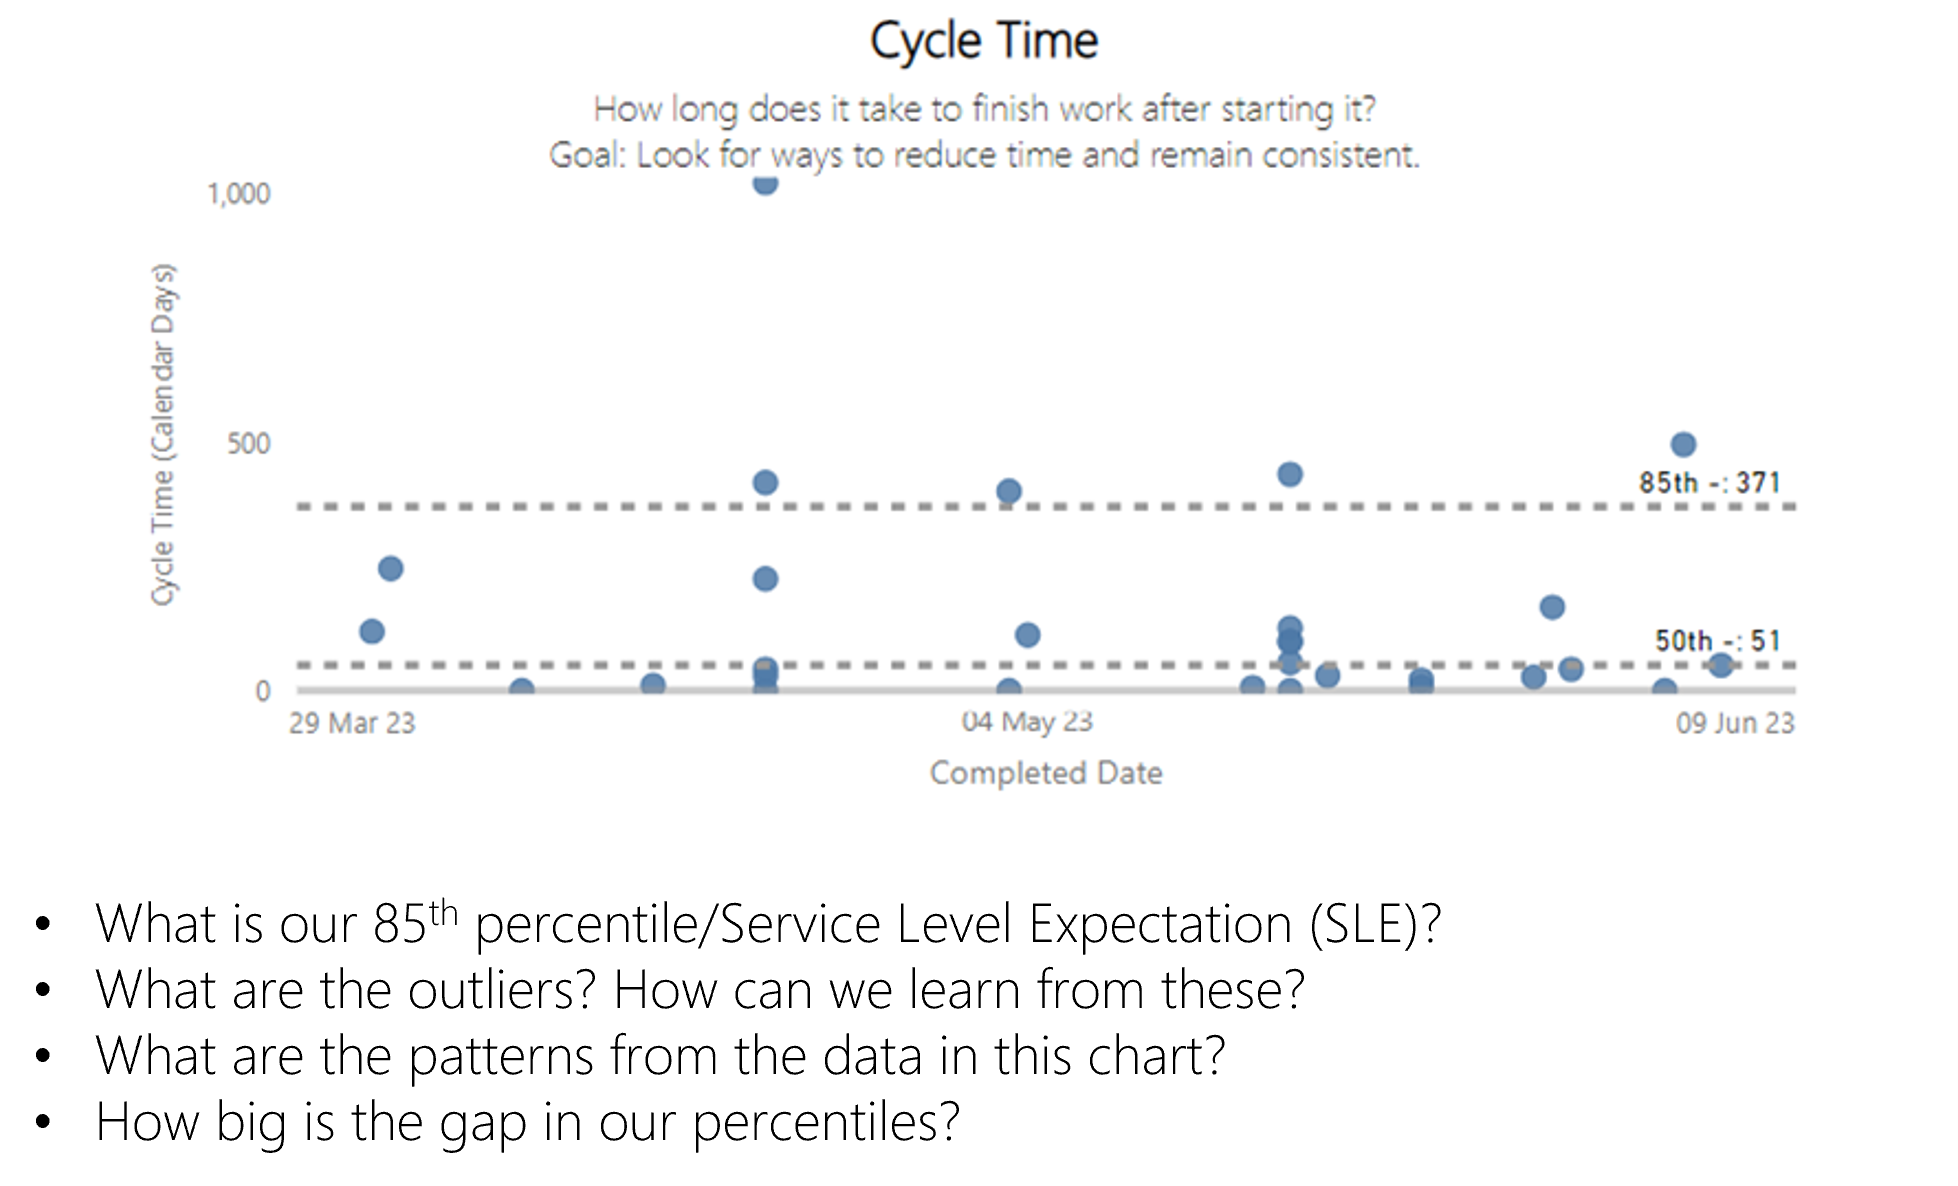 Cycle Time
How long does it take to finish work after starting it?
Goal: Look for ways to reduce time and remain consistent.
1,000
Cycle Time (Calendar Days)
500
85th -: 371
50th -: 51
0
29 Mar 23
04 May 23
09 Jun 23
Completed Date
• What is our 85th percentile/Service Level Expectation (SLE)?
• What are the outliers? How can we learn from these?
• What are the patterns from the data in this chart?
• How big is the gap in our percentiles?